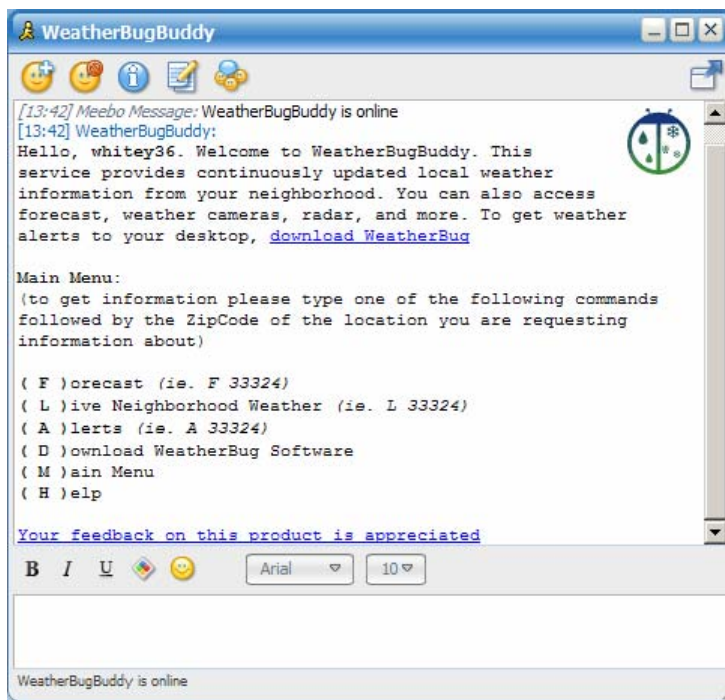 WeatherBugBuddy
[13:42] Meebo Message: WeatherBugBuddy is online
[13:42] WeatherBugBuddy:
Hello, whitey36. Welcome to WeatherBugBuddy. This
service provides continuously updated local weather
information from your neighborhood. You can also access
forecast, weather cameras, radar, and more. To get weather
alerts to your desktop, download WeatherBug
Main Menu:
(to get information please type one of the following commands
followed by the ZipCode of the location you are requesting
information about)
( F )orecast (ie. F 33324)
( L )ive Neighborhood Weather (ie. L 33324)
( A )lerts (ie. A 33324)
( D )ownload WeatherBug Software
( M )ain Menu
( H )elp
Your feedback on this product is appreciated
B I U Arial 10
WeatherBugBuddy is online